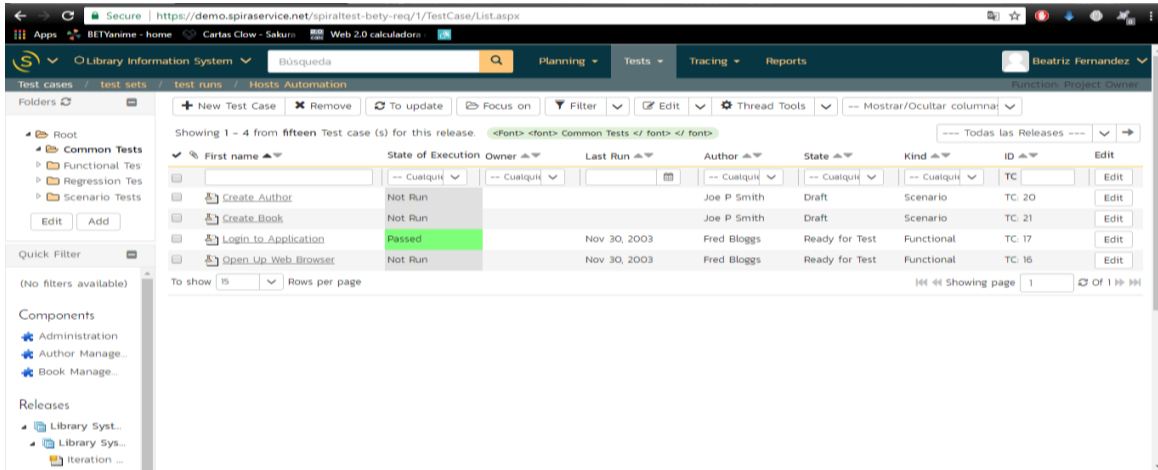 Secure | https://demo.spiraservice.net/spiraltest-bety-req/1/TestCase/List.aspx
Apps BETYanime - home Cartas Clow - Sakura Web 2.0 calculadora
Library Information System Búsqueda Planning Tests Tracing Reports Beatriz Fernandez
Test cases / test sets / test runs / Hosts Automation Function: Project Owner
Folders
Root
Common Tests
Functional Tes
Regression Tes
Scenario Tests
Edit Add
Quick Filter
(No filters available)
Components
Administration
Author Manage...
Book Manage...
Releases
Library Syst...
Library Sys...
Iteration ...
New Test Case Remove To update Focus on Filter Edit Thread Tools -- Mostrar/Ocultar columnas
Showing 1 - 4 from fifteen Test case (s) for this release. <Font> <font> Common Tests </ font> </ font> --- Todas las Releases ---
First name State of Execution Owner Last Run Author State Kind ID Edit
-- Cualquie -- Cualquie -- Cualquie -- Cualquie -- Cualquie TC Edit
Create Author Not Run Joe P Smith Draft Scenario TC: 20 Edit
Create Book Not Run Joe P Smith Draft Scenario TC: 21 Edit
Login to Application Passed Nov 30, 2003 Fred Bloggs Ready for Test Functional TC: 17 Edit
Open Up Web Browser Not Run Nov 30, 2003 Fred Bloggs Ready for Test Functional TC: 16 Edit
To show 15 Rows per page Showing page 1 Of 1